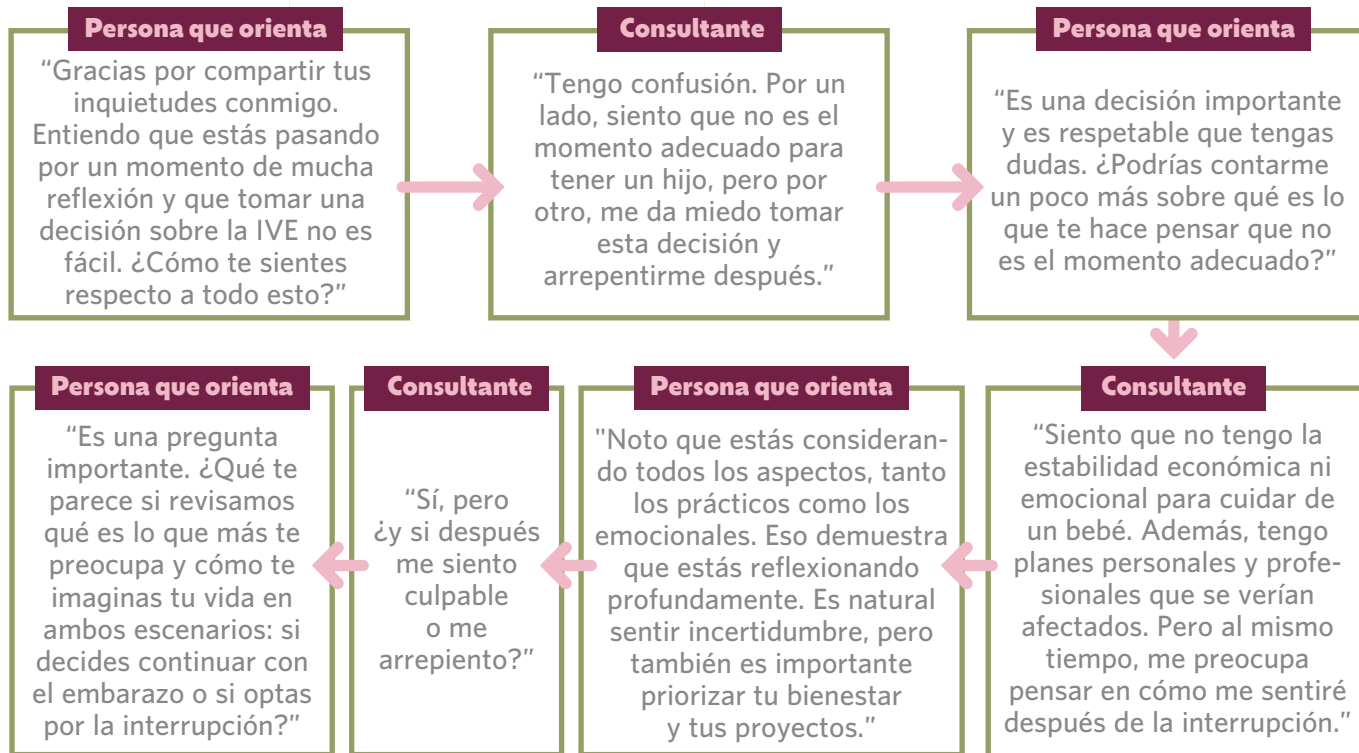 Persona que orienta
“Gracias por compartir tus
inquietudes conmigo.
Entiendo que estás pasando
por un momento de mucha
reflexión y que tomar una
decisión sobre la IVE no es
fácil. ¿Cómo te sientes
respecto a todo esto?”
Consultante
“Tengo confusión. Por un
lado, siento que no es el
momento adecuado para
tener un hijo, pero por
otro, me da miedo tomar
esta decisión y
arrepentirme después.”
Persona que orienta
“Es una decisión importante
y es respetable que tengas
dudas. ¿Podrías contarme
un poco más sobre qué es lo
que te hace pensar que no
es el momento adecuado?”
Consultante
“Siento que no tengo la
estabilidad económica ni
emocional para cuidar de
un bebé. Además, tengo
planes personales y profe-
sionales que se verían
afectados. Pero al mismo
tiempo, me preocupa
pensar en cómo me sentiré
después de la interrupción.”
Persona que orienta
"Noto que estás consideran-
do todos los aspectos, tanto
los prácticos como los
emocionales. Eso demuestra
que estás reflexionando
profundamente. Es natural
sentir incertidumbre, pero
también es importante
priorizar tu bienestar
y tus proyectos.”
Consultante
“Sí, pero
¿y si después
me siento
culpable
o me
arrepiento?”
Persona que orienta
“Es una pregunta
importante. ¿Qué te
parece si revisamos
qué es lo que más te
preocupa y cómo te
imaginas tu vida en
ambos escenarios: si
decides continuar con
el embarazo o si optas
por la interrupción?”